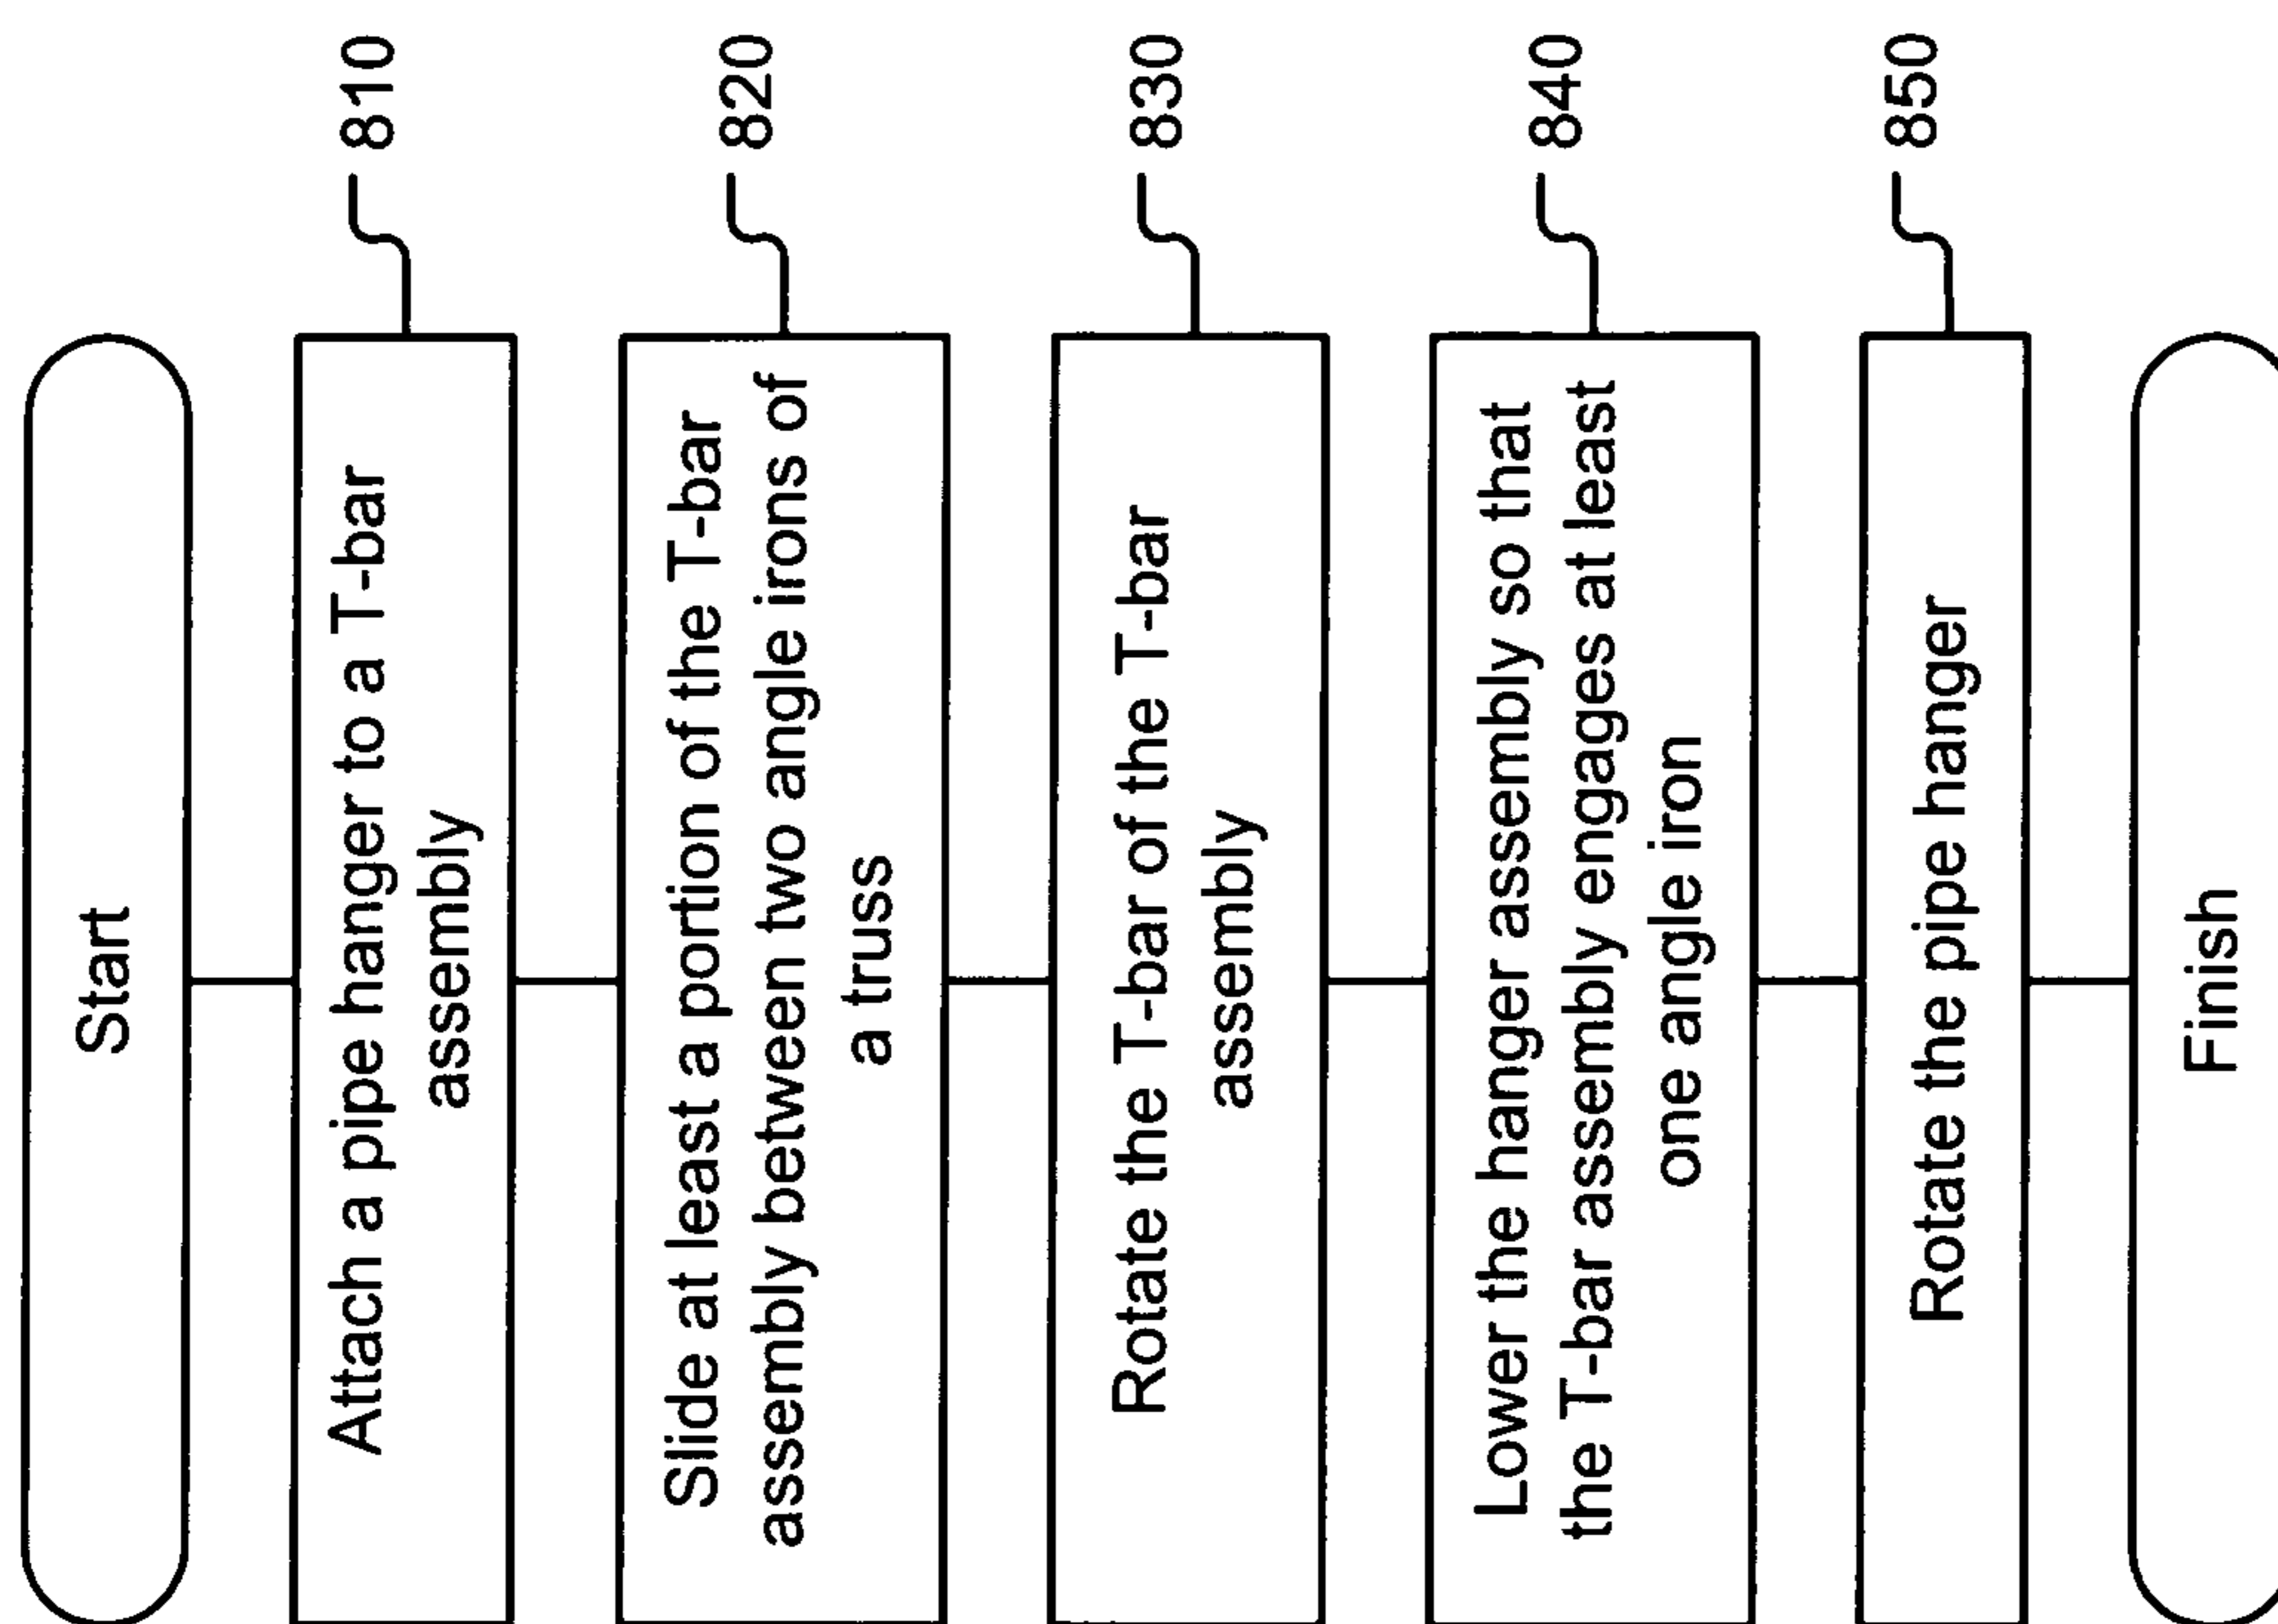 Start
Attach a pipe hanger to a T-bar
assembly
810
Slide at least a portion of the T-bar
assembly between two angle irons of
a truss
820
Rotate the T-bar of the T-bar
assembly
830
Lower the hanger assembly so that
the T-bar assembly engages at least
one angle iron
840
Rotate the pipe hanger
850
Finish